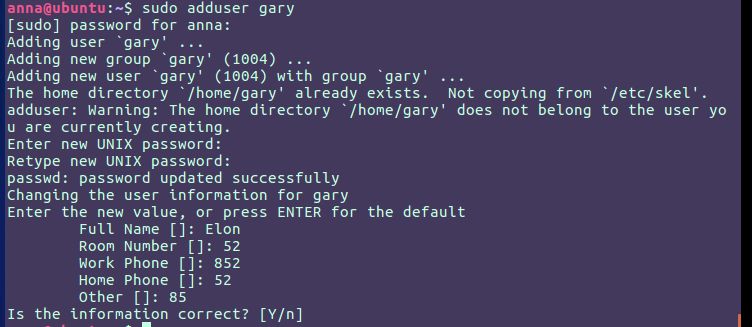 anna@ubuntu:~$ sudo adduser gary
[sudo] password for anna:
Adding user `gary' ...
Adding new group `gary' (1004) ...
Adding new user `gary' (1004) with group `gary' ...
The home directory `/home/gary' already exists.  Not copying from `/etc/skel'.
adduser: Warning: The home directory `/home/gary' does not belong to the user yo
u are currently creating.
Enter new UNIX password:
Retype new UNIX password:
passwd: password updated successfully
Changing the user information for gary
Enter the new value, or press ENTER for the default
        Full Name []: Elon
        Room Number []: 52
        Work Phone []: 852
        Home Phone []: 52
        Other []: 85
Is the information correct? [Y/n]